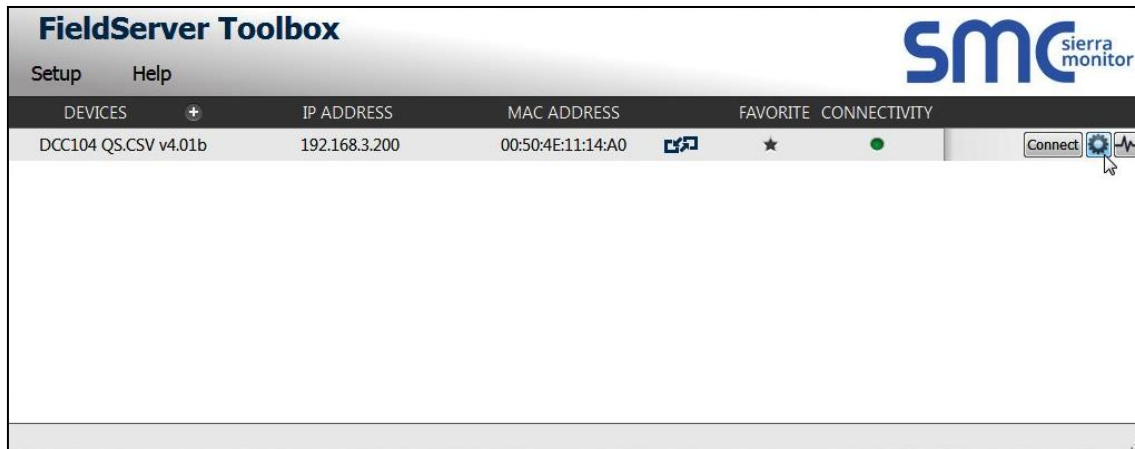 FieldServer Toolbox
SMC sierra monitor
Setup Help
DEVICES IP ADDRESS MAC ADDRESS FAVORITE CONNECTIVITY
DCC104 QS.CSV v4.01b 192.168.3.200 00:50:4E:11:14:A0 Connect